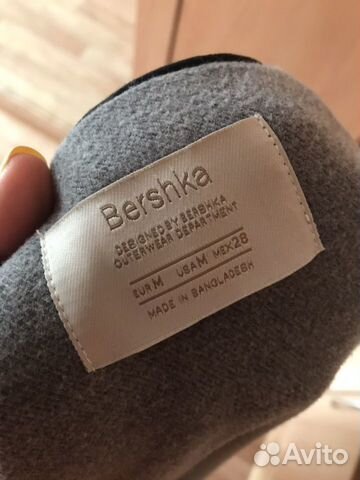 Bershka
DESIGNED BY BERSHKA
OUTERWEAR DEPARTMENT
EUR M USA M MEX 28
MADE IN BANGLADESH
Avito